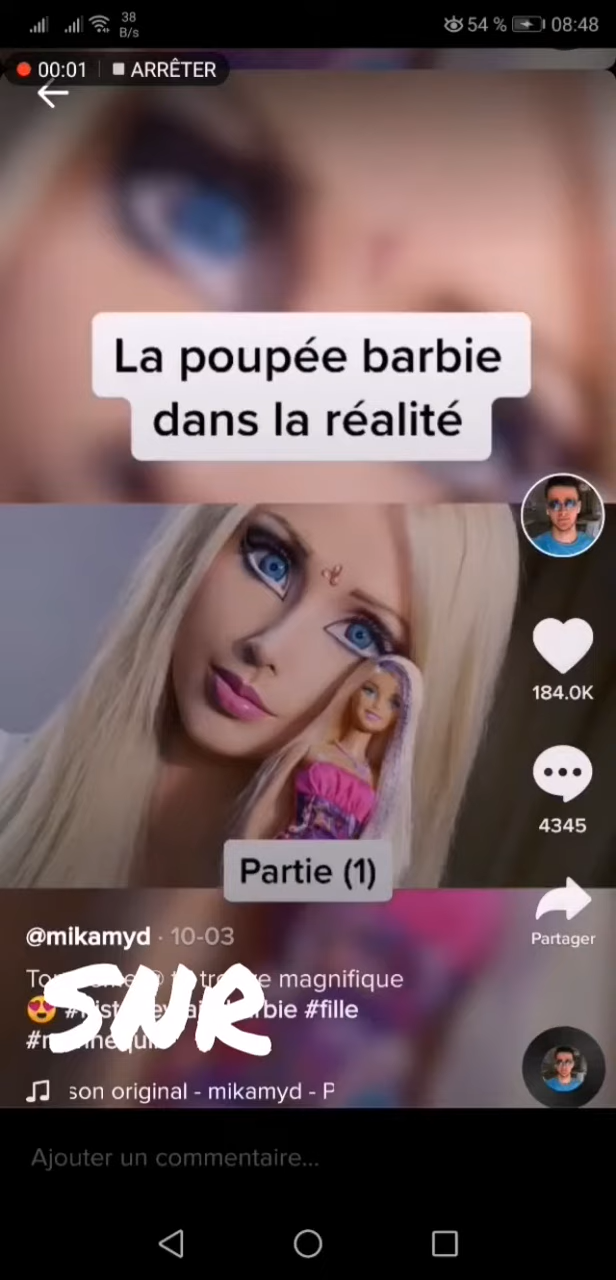 38
B/s
54 %
08:48
00:01
ARRÊTER
La poupée barbie
dans la réalité
184.0K
4345
Partie (1)
Partager
@mikamyd · 10-03
magnifique
SNR
#fille
son original - mikamyd - P
Ajouter un commentaire...